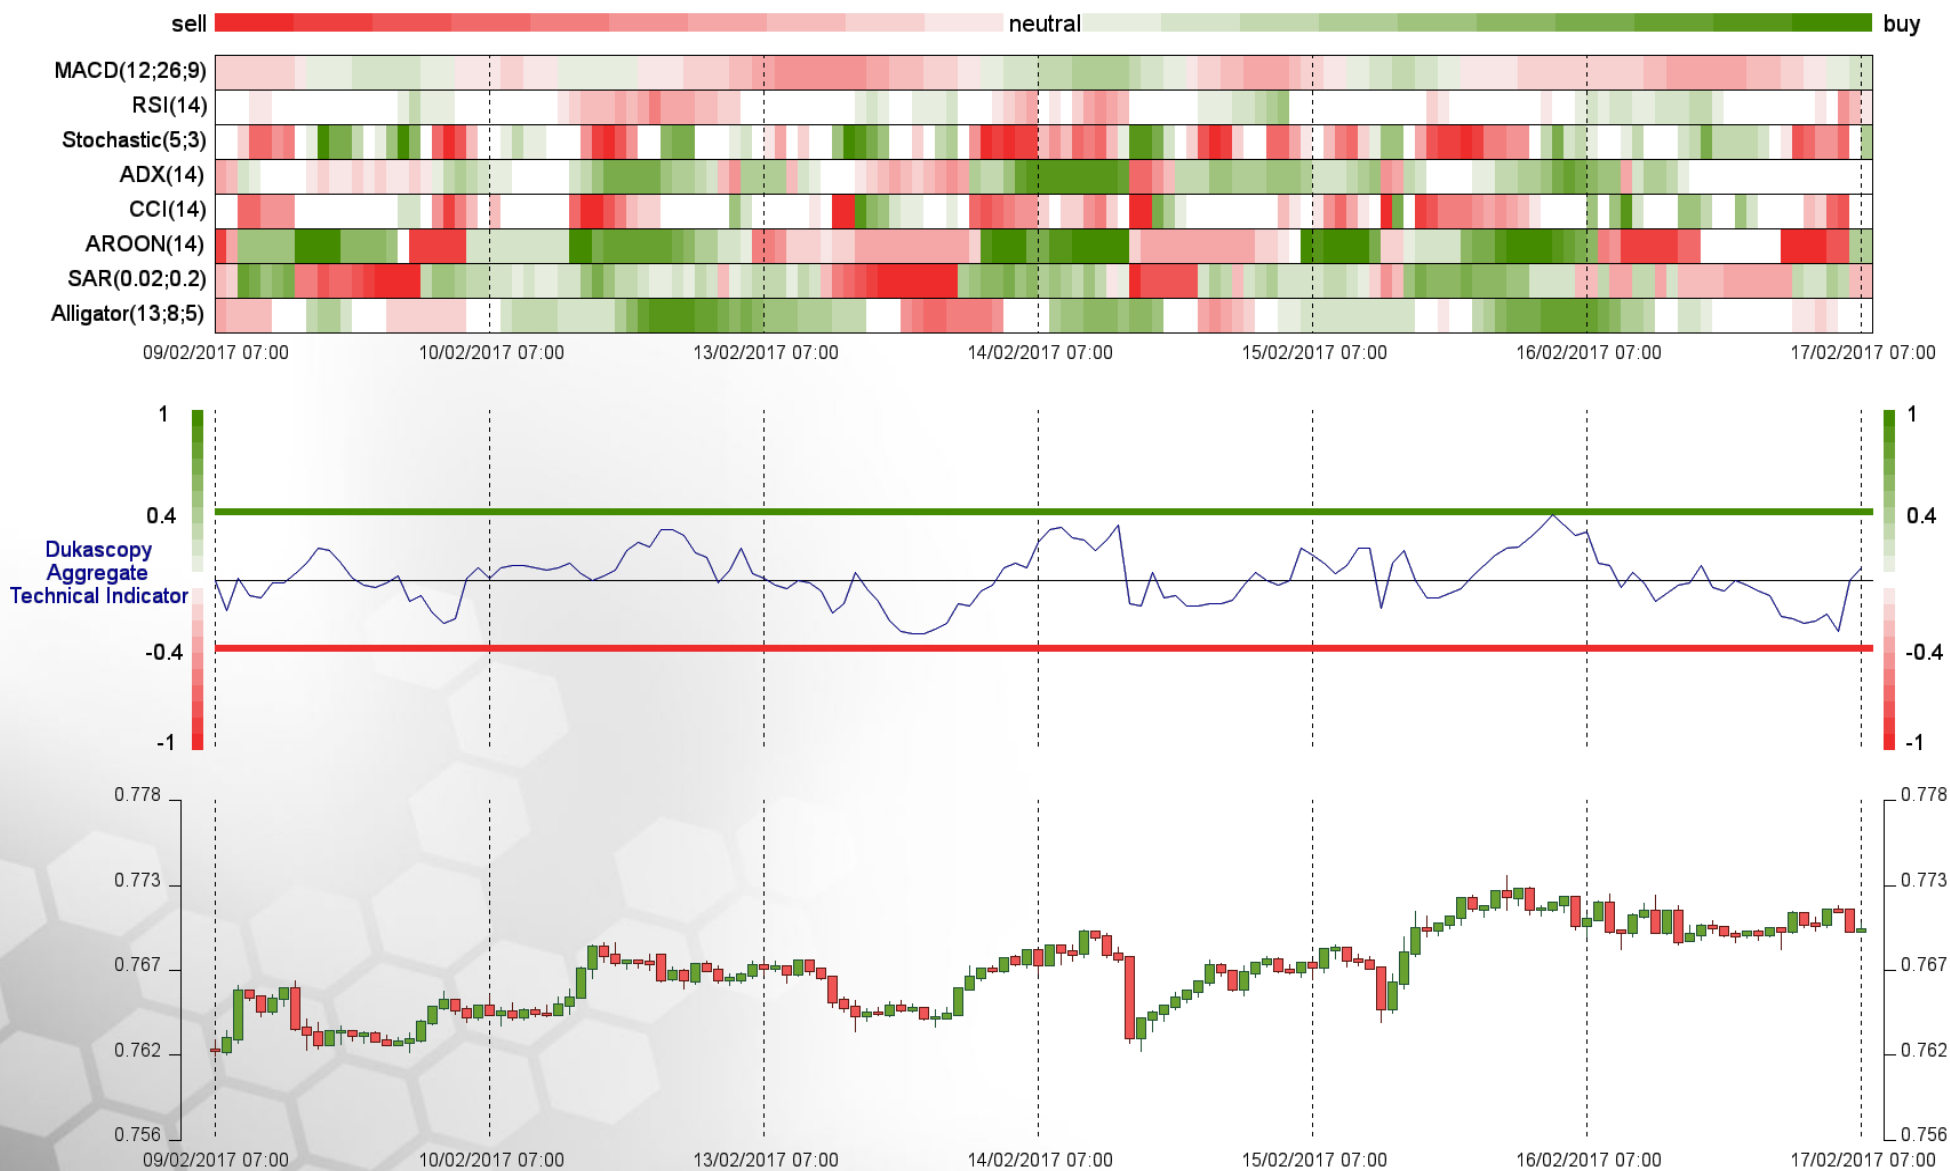 sell neutral buy
MACD(12;26;9)
RSI(14)
Stochastic(5;3)
ADX(14)
CCI(14)
AROON(14)
SAR(0.02;0.2)
Alligator(13;8;5)
09/02/2017 07:00 10/02/2017 07:00 13/02/2017 07:00 14/02/2017 07:00 15/02/2017 07:00 16/02/2017 07:00 17/02/2017 07:00
1 1
0.4 0.4
Dukascopy
Aggregate
Technical Indicator
-0.4 -0.4
-1 -1
0.778 0.778
0.773 0.773
0.767 0.767
0.762 0.762
0.756 0.756
09/02/2017 07:00 10/02/2017 07:00 13/02/2017 07:00 14/02/2017 07:00 15/02/2017 07:00 16/02/2017 07:00 17/02/2017 07:00